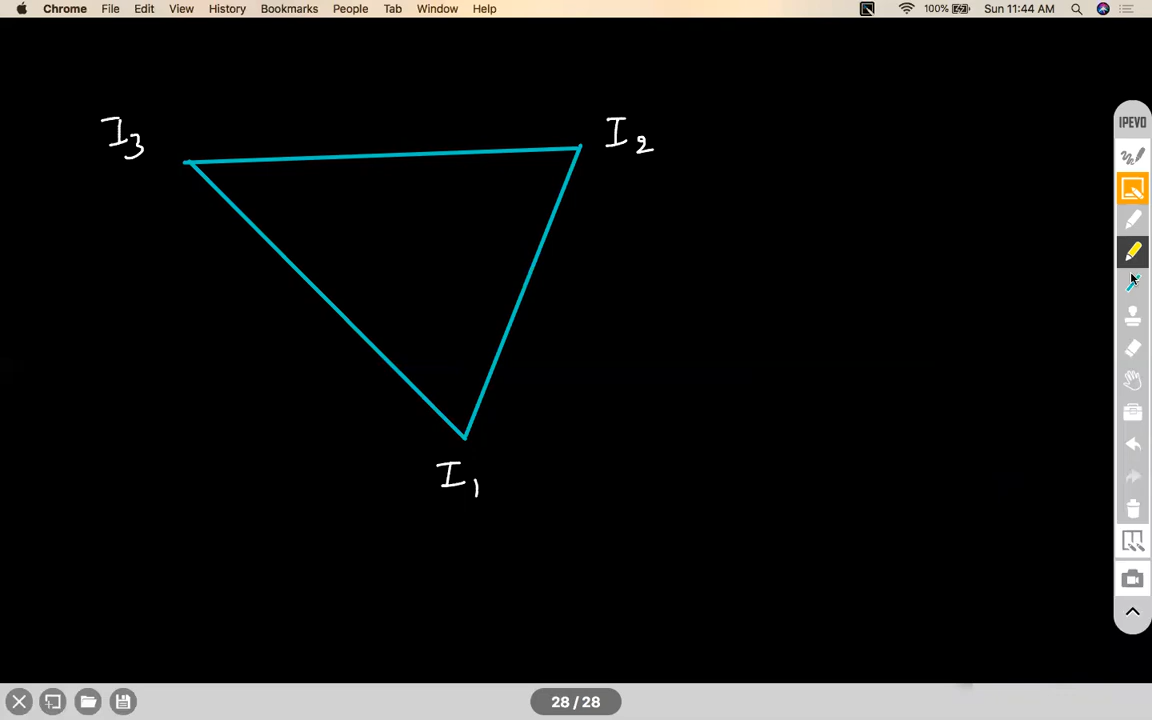 Chrome File Edit View History Bookmarks People Tab Window Help 100% Sun 11:44 AM
IPEVO
I₃
I₂
I₁
28 / 28